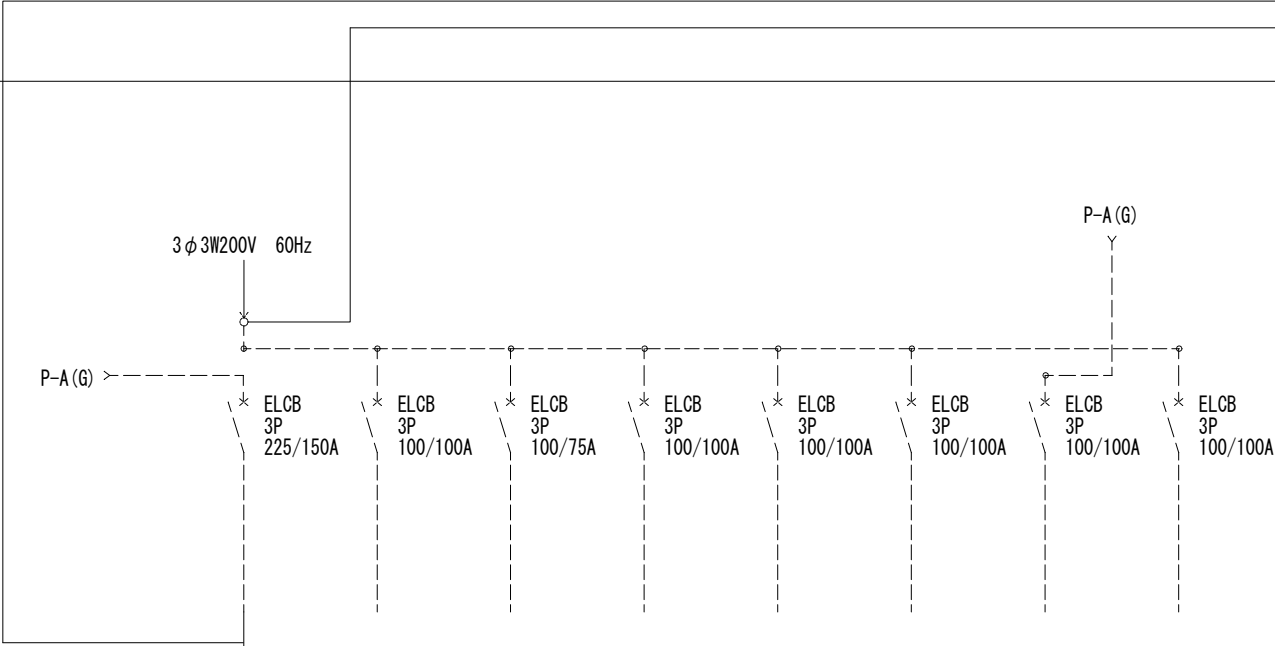 P-A(G)
3φ3W200V 60Hz
P-A(G)
ELCB
3P
225/150A
ELCB
3P
100/100A
ELCB
3P
100/75A
ELCB
3P
100/100A
ELCB
3P
100/100A
ELCB
3P
100/100A
ELCB
3P
100/100A
ELCB
3P
100/100A